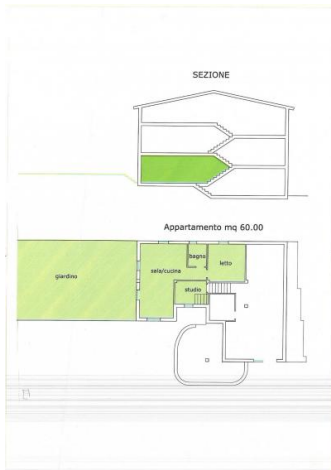 SEZIONE
Appartamento mq 60.00
bagno
letto
sala/cucina
giardino
studio